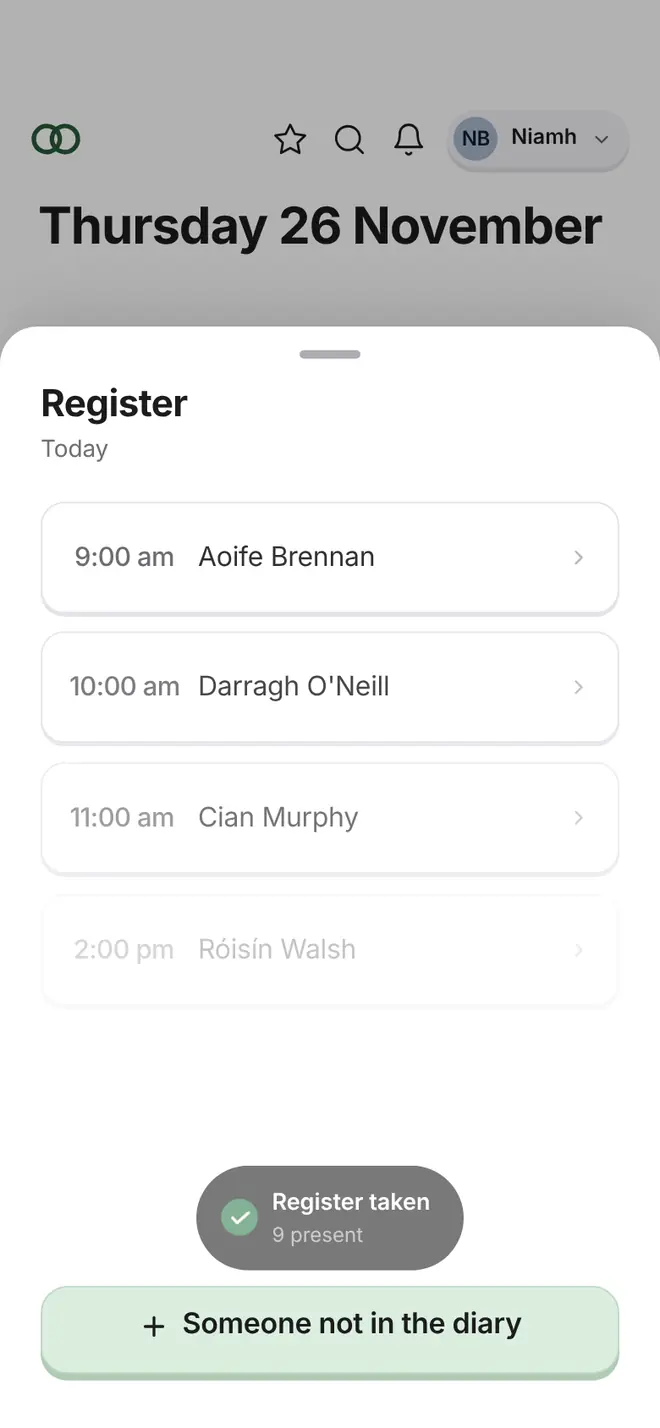 NB Niamh
Thursday 26 November
Register
Today
9:00 am Aoife Brennan
10:00 am Darragh O'Neill
11:00 am Cian Murphy
2:00 pm Róisín Walsh
Register taken
9 present
+ Someone not in the diary